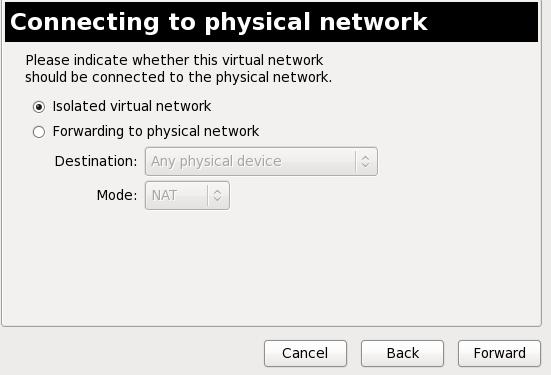 Connecting to physical network
Please indicate whether this virtual network
should be connected to the physical network.
Isolated virtual network
Forwarding to physical network
Destination: Any physical device
Mode: NAT
Cancel Back Forward